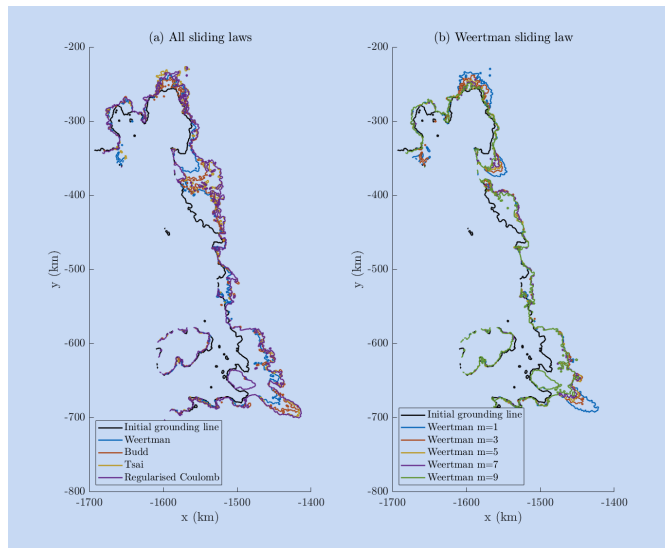 (a) All sliding laws
-200
-300
-400
-500
-600
-700
-800
y (km)
-1700
-1600
-1500
-1400
x (km)
Initial grounding line
Weertman
Budd
Tsai
Regularised Coulomb
(b) Weertman sliding law
-200
-300
-400
-500
-600
-700
-800
y (km)
-1700
-1600
-1500
-1400
x (km)
Initial grounding line
Weertman m=1
Weertman m=3
Weertman m=5
Weertman m=7
Weertman m=9